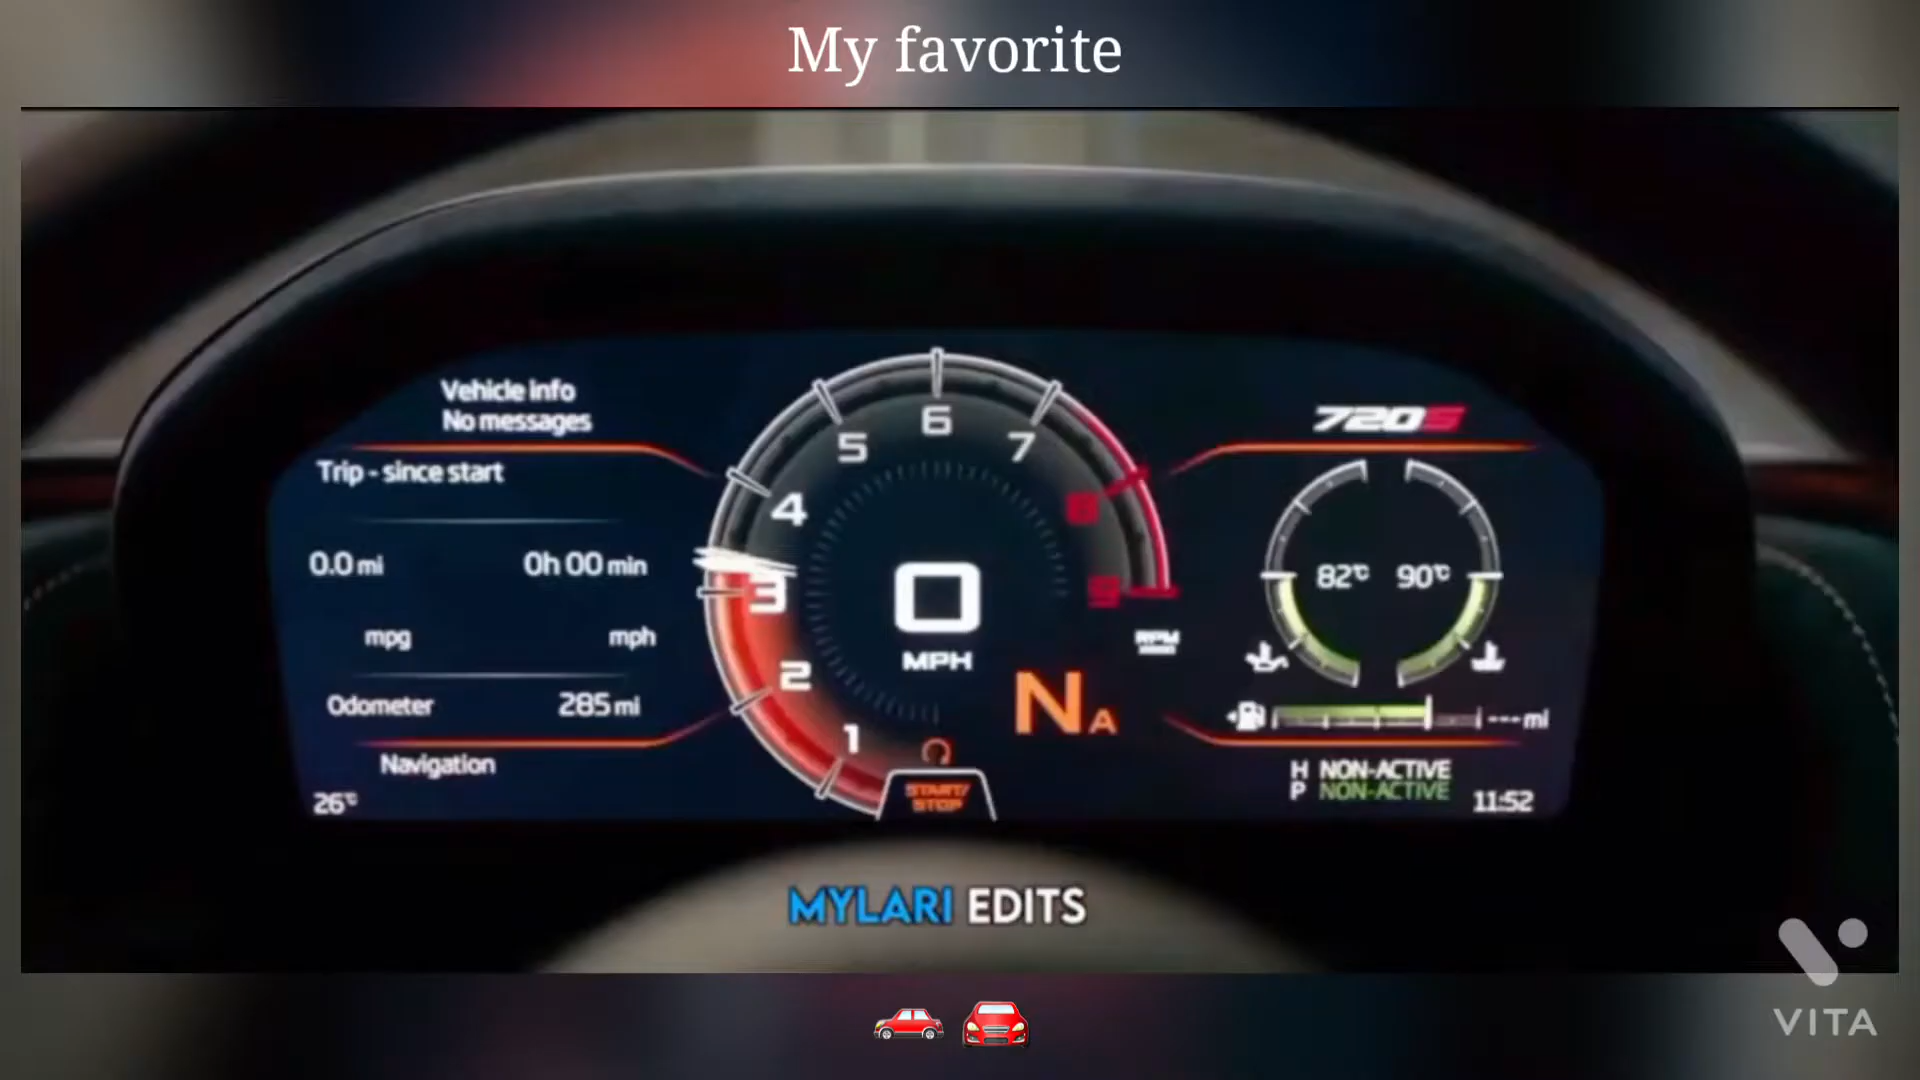 My favorite
Vehicle info
No messages
Trip - since start
0.0 mi 0h 00 min
mpg mph
Odometer 285 mi
Navigation
26°C
1
2
3
4
5
6
7
8
9
0
MPH
N A
RPM
START/
STOP
720S
82°C 90°C
--- mi
H NON-ACTIVE
P NON-ACTIVE
11:52
MYLARI EDITS
VITA